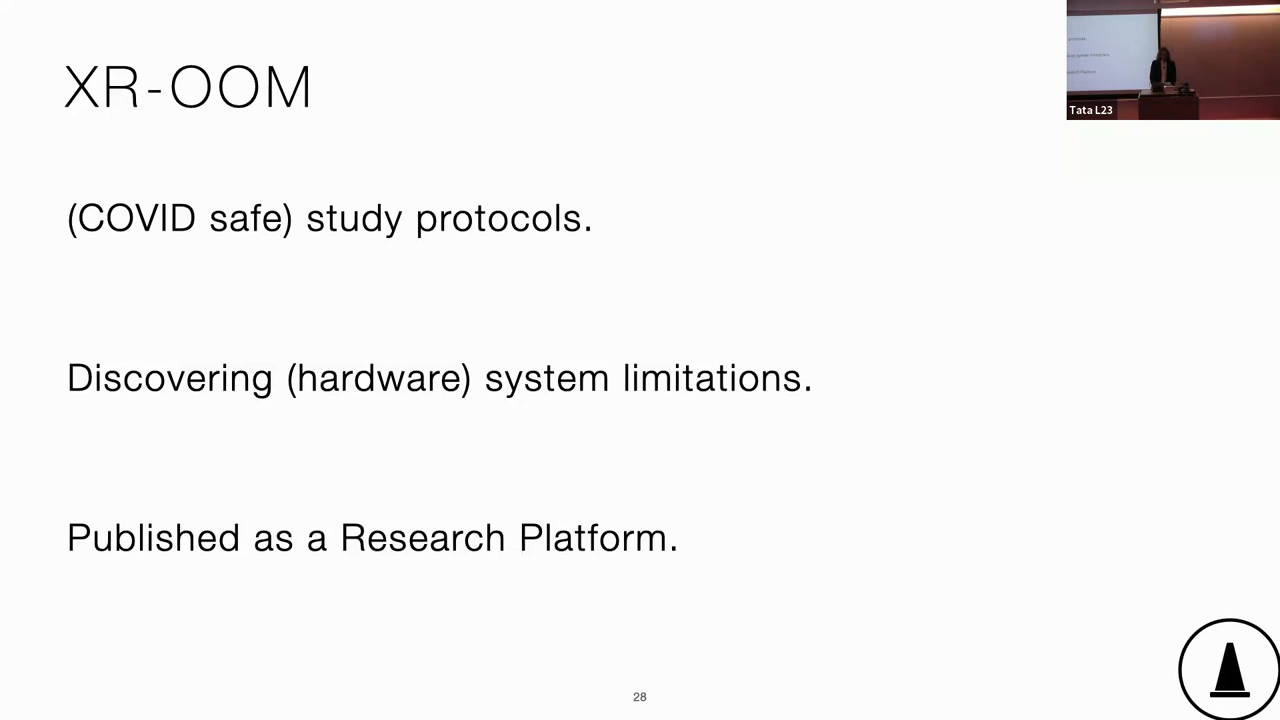 XR-OOM
Tata L23
(COVID safe) study protocols.
Discovering (hardware) system limitations.
Published as a Research Platform.
28